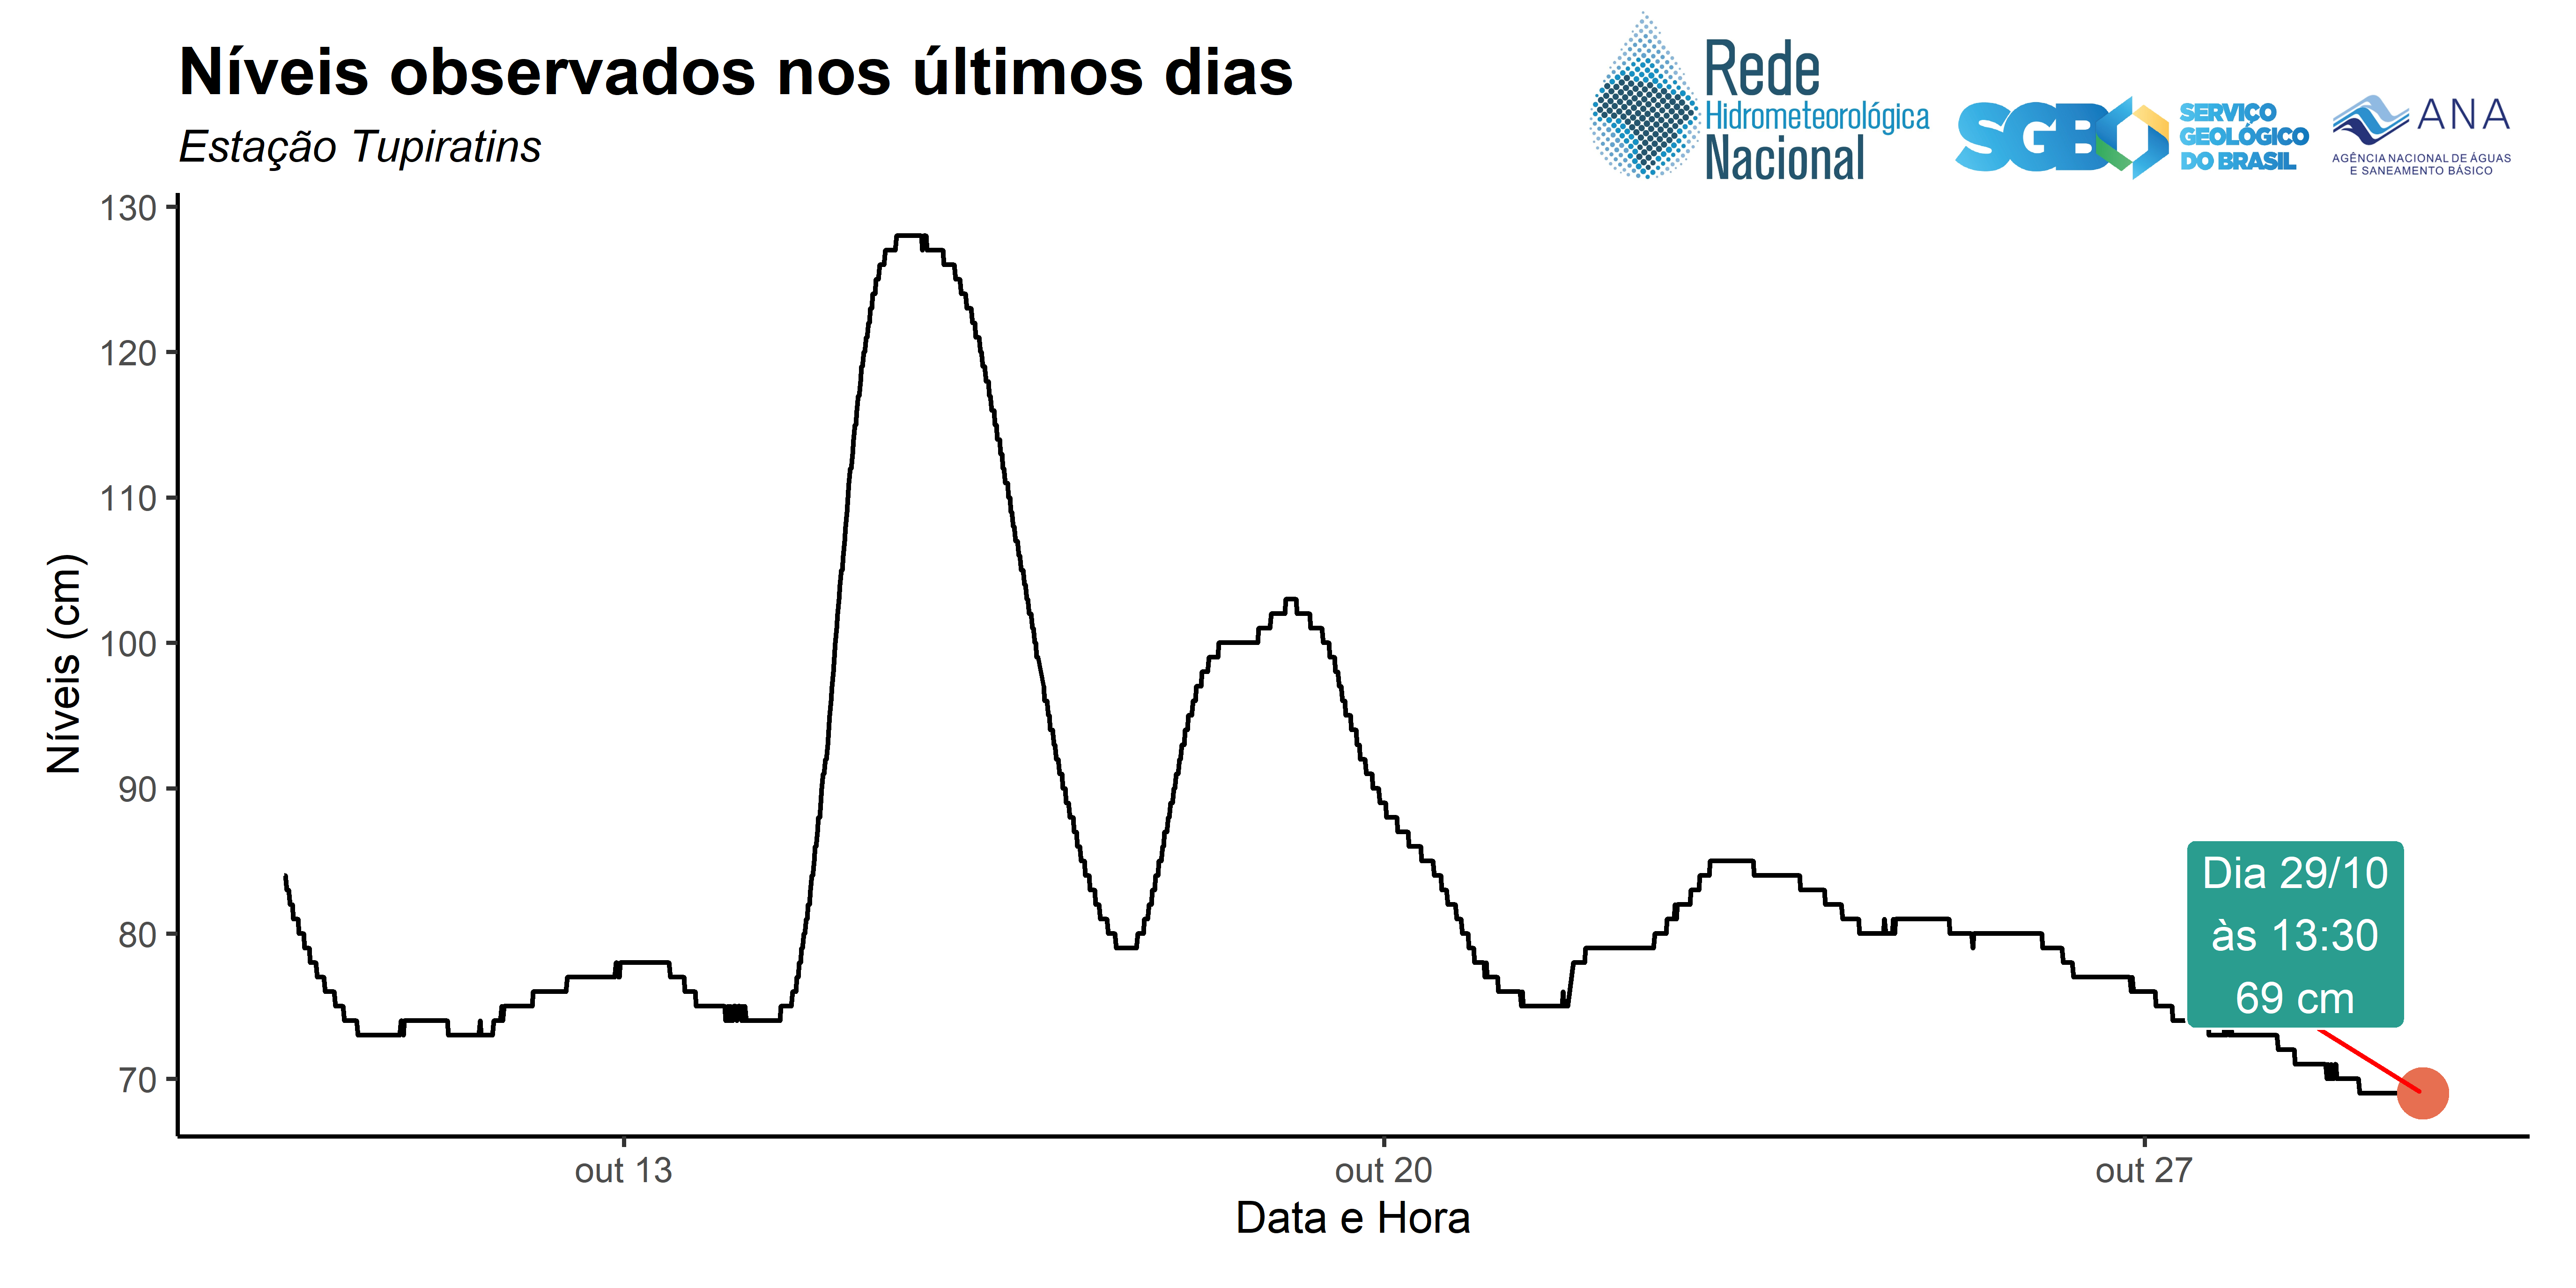 Níveis observados nos últimos dias
Estação Tupiratins
Rede
Hidrometeorológica
Nacional
SGB
SERVIÇO
GEOLÓGICO
DO BRASIL
ANA
AGÊNCIA NACIONAL DE ÁGUAS
E SANEAMENTO BÁSICO
Níveis (cm)
130
120
110
100
90
80
70
Dia 29/10
às 13:30
69 cm
out 13
out 20
out 27
Data e Hora